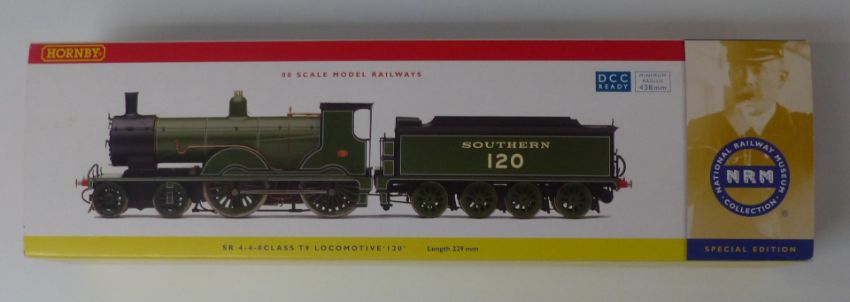 HORNBY
00 SCALE MODEL RAILWAYS
DCC
READY
MINIMUM
RADIUS
438mm
SOUTHERN
120
NATIONAL RAILWAY MUSEUM
NRM
COLLECTION
®
SR 4-4-0 CLASS T9 LOCOMOTIVE '120' Length 229 mm
SPECIAL EDITION